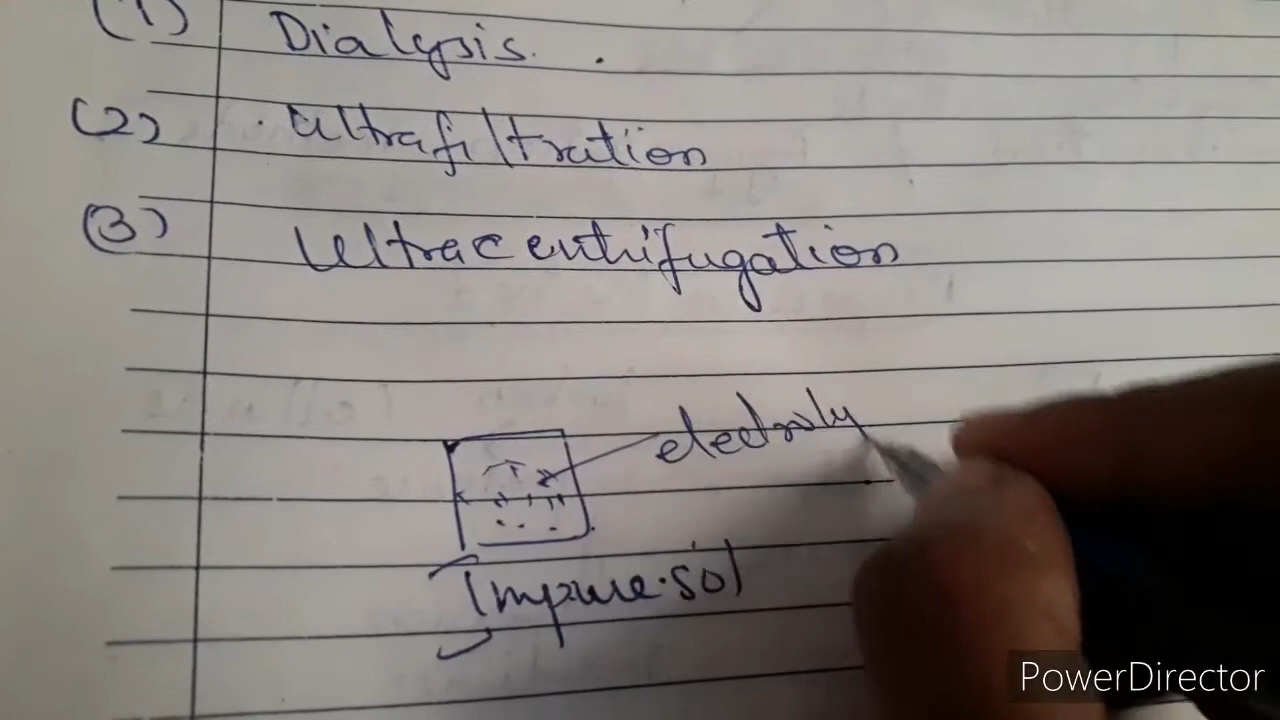 (1) Dialysis.
(2) Ultrafiltration
(3) Ultracentrifugation
electroly
Impure sol
PowerDirector